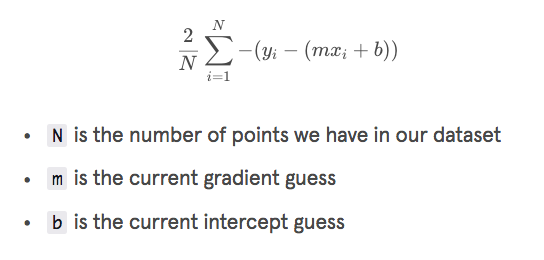 \frac{2}{N} \sum_{i=1}^{N} -(y_i - (mx_i + b))
• N is the number of points we have in our dataset
• m is the current gradient guess
• b is the current intercept guess